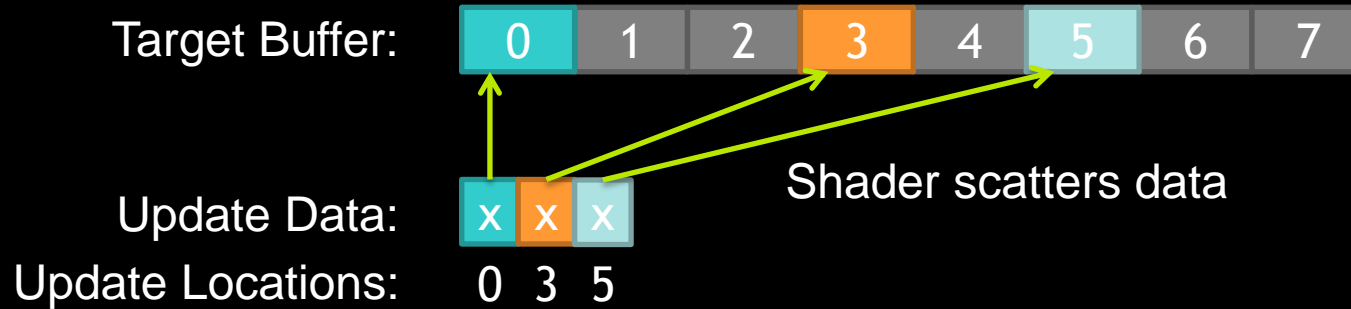 Target Buffer: 0 1 2 3 4 5 6 7
Shader scatters data
Update Data: x x x
Update Locations: 0 3 5